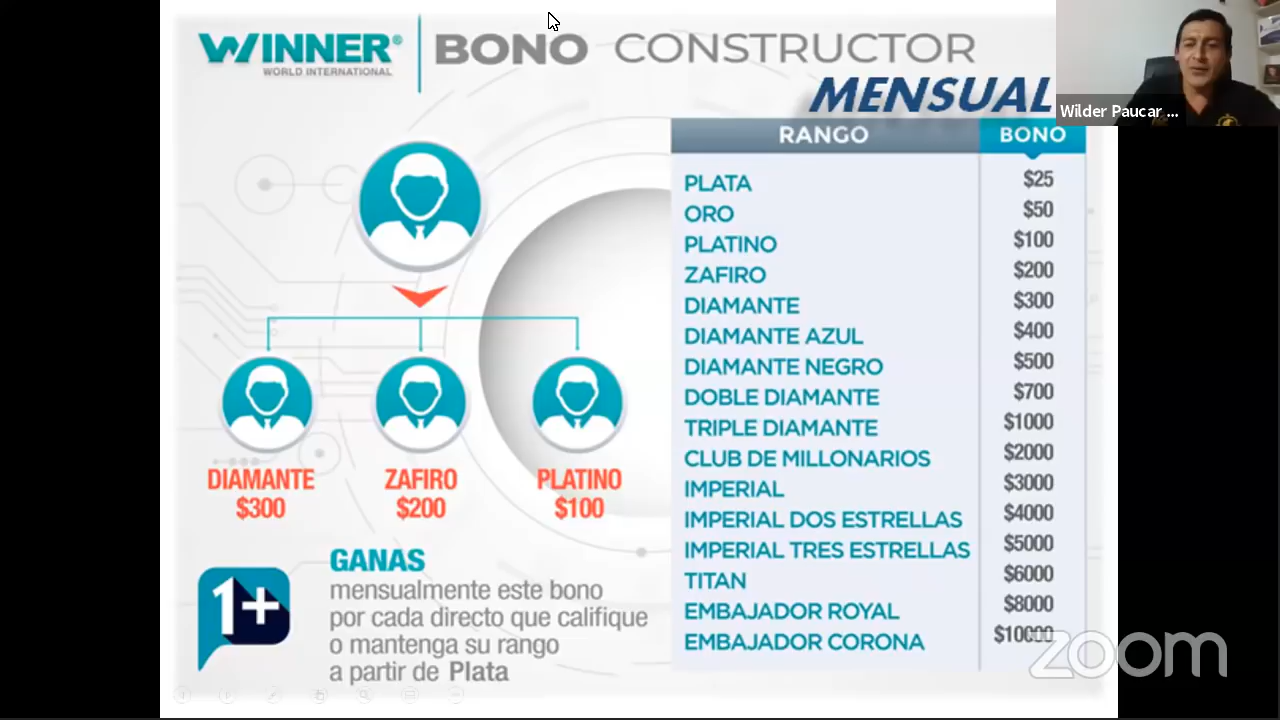 WINNER®
WORLD INTERNATIONAL
BONO CONSTRUCTOR
MENSUAL
Wilder Paucar ...
RANGO BONO
PLATA $25
ORO $50
PLATINO $100
ZAFIRO $200
DIAMANTE $300
DIAMANTE AZUL $400
DIAMANTE NEGRO $500
DOBLE DIAMANTE $700
TRIPLE DIAMANTE $1000
CLUB DE MILLONARIOS $2000
IMPERIAL $3000
IMPERIAL DOS ESTRELLAS $4000
IMPERIAL TRES ESTRELLAS $5000
TITAN $6000
EMBAJADOR ROYAL $8000
EMBAJADOR CORONA $10000
DIAMANTE
$300
ZAFIRO
$200
PLATINO
$100
1+
GANAS
mensualmente este bono
por cada directo que califique
o mantenga su rango
a partir de Plata
zoom